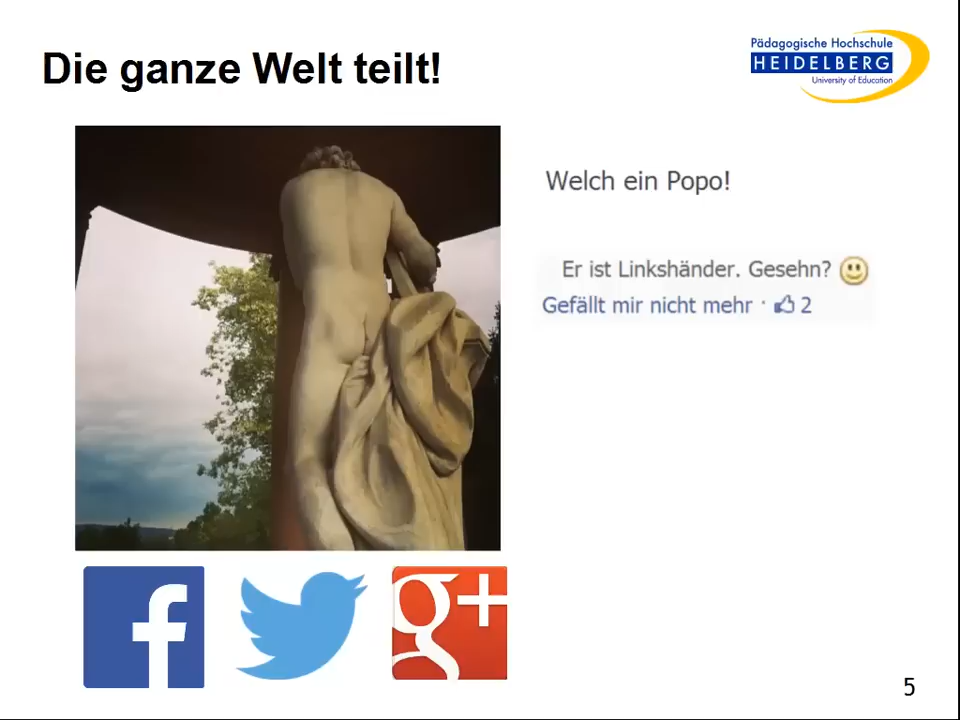 Die ganze Welt teilt!
Pädagogische Hochschule
HEIDELBERG
University of Education
Welch ein Popo!
Er ist Linkshänder. Gesehn?
Gefällt mir nicht mehr · 2
f
g+
5